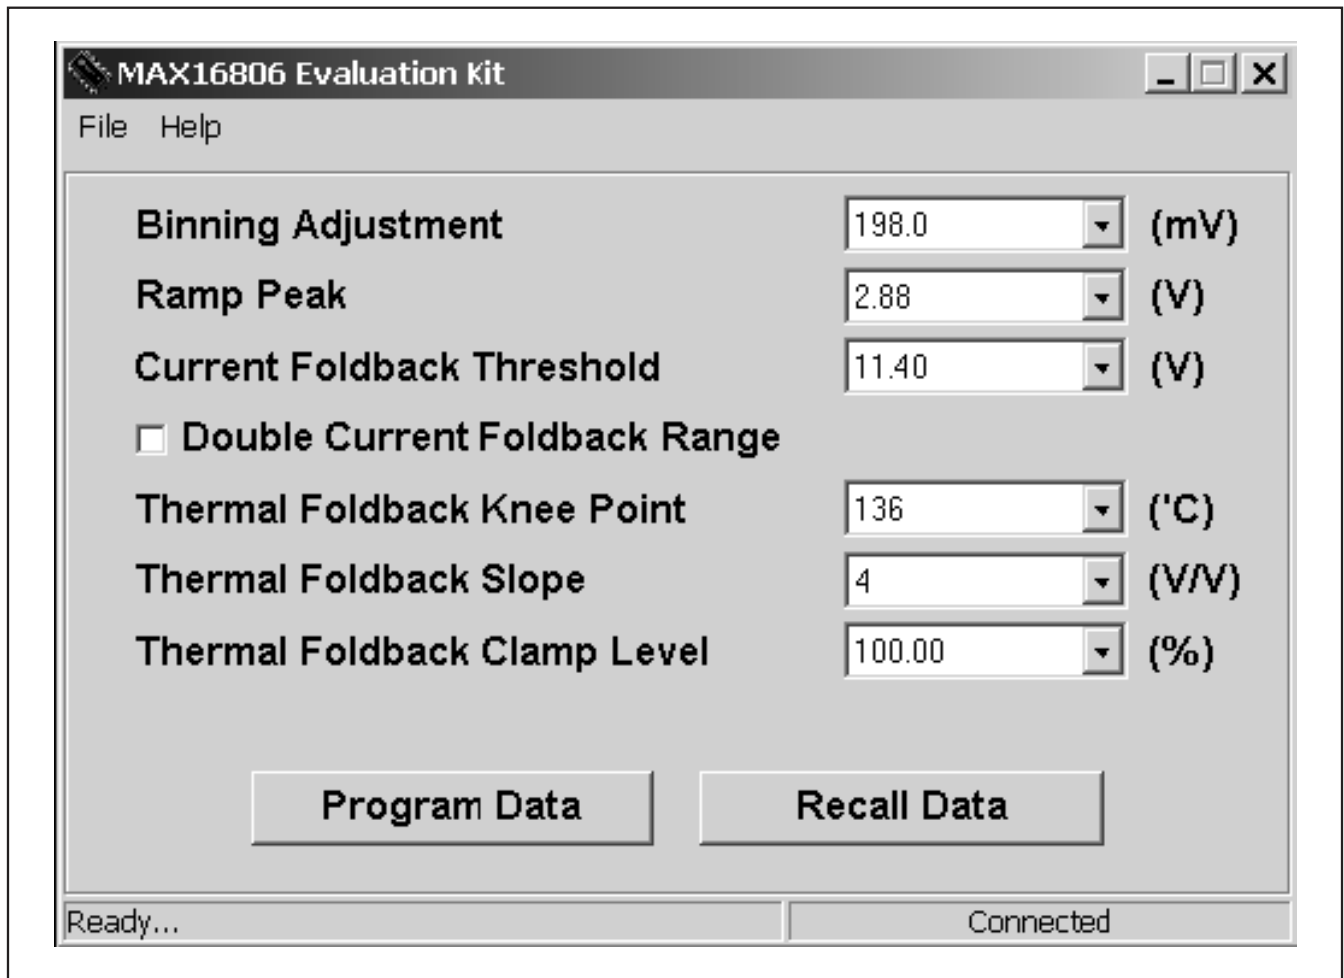 MAX16806 Evaluation Kit
File Help
Binning Adjustment 198.0 (mV)
Ramp Peak 2.88 (V)
Current Foldback Threshold 11.40 (V)
Double Current Foldback Range
Thermal Foldback Knee Point 136 ('C)
Thermal Foldback Slope 4 (V/V)
Thermal Foldback Clamp Level 100.00 (%)
Program Data Recall Data
Ready... Connected